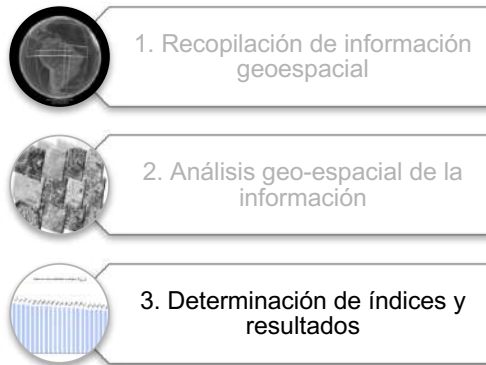 1. Recopilación de información
geoespacial
2. Análisis geo-espacial de la
información
3. Determinación de índices y
resultados